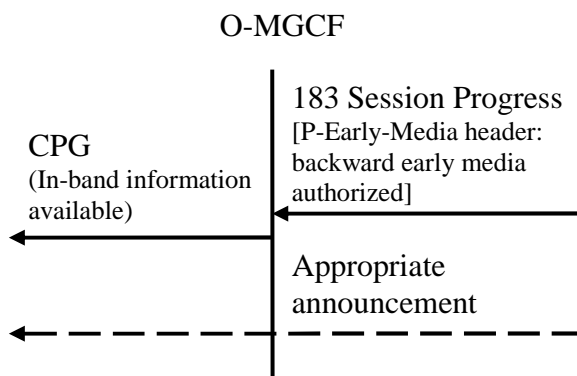 O-MGCF
183 Session Progress
[P-Early-Media header:
backward early media
authorized]
CPG
(In-band information
available)
Appropriate
announcement